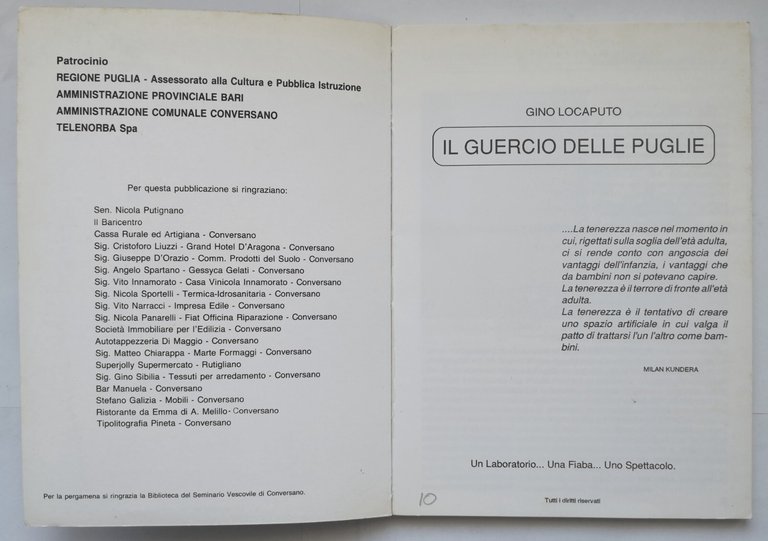 Patrocinio
REGIONE PUGLIA - Assessorato alla Cultura e Pubblica Istruzione
AMMINISTRAZIONE PROVINCIALE BARI
AMMINISTRAZIONE COMUNALE CONVERSANO
TELENORBA Spa
Per questa pubblicazione si ringraziano:
Sen. Nicola Putignano
Il Baricentro
Cassa Rurale ed Artigiana - Conversano
Sig. Cristoforo Liuzzi - Grand Hotel D'Aragona - Conversano
Sig. Giuseppe D'Orazio - Comm. Prodotti del Suolo - Conversano
Sig. Angelo Spartano - Gessyca Gelati - Conversano
Sig. Vito Innamorato - Casa Vinicola Innamorato - Conversano
Sig. Nicola Sportelli - Termica-Idrosanitaria - Conversano
Sig. Vito Narracci - Impresa Edile - Conversano
Sig. Nicola Panarelli - Fiat Officina Riparazione - Conversano
Società Immobiliare per l'Edilizia - Conversano
Autotappezzeria Di Maggio - Conversano
Sig. Matteo Chiarappa - Marte Formaggi - Conversano
Superjolly Supermercato - Rutigliano
Sig. Gino Sibilia - Tessuti per arredamento - Conversano
Bar Manuela - Conversano
Stefano Galizia - Mobili - Conversano
Ristorante da Emma di A. Melillo - Conversano
Tipolitografia Pineta - Conversano
Per la pergamena si ringrazia la Biblioteca del Seminario Vescovile di Conversano.
GINO LOCAPUTO
IL GUERCIO DELLE PUGLIE
....La tenerezza nasce nel momento in
cui, rigettati sulla soglia dell'età adulta,
ci si rende conto con angoscia dei
vantaggi dell'infanzia, i vantaggi che
da bambini non si potevano capire.
La tenerezza è il terrore di fronte all'età
adulta.
La tenerezza è il tentativo di creare
uno spazio artificiale in cui valga il
patto di trattarsi l'un l'altro come bam-
bini.
MILAN KUNDERA
Un Laboratorio... Una Fiaba... Uno Spettacolo.
10
Tutti i diritti riservati